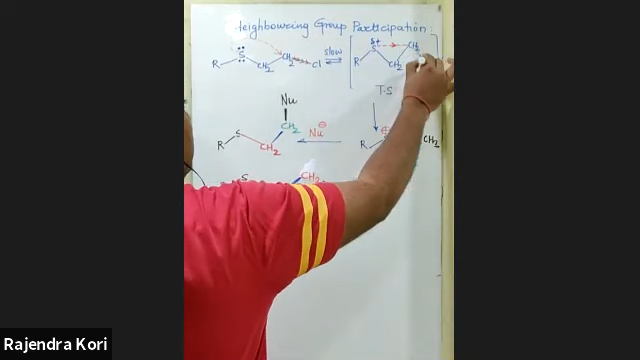 Neighbouring Group Participation:
R S CH2 CH2 Cl slow R S δ+ CH2 CH2
T.S
Nu
CH2
R S CH2 Nu⊖ R ⊕ CH2
S CH2
Rajendra Kori